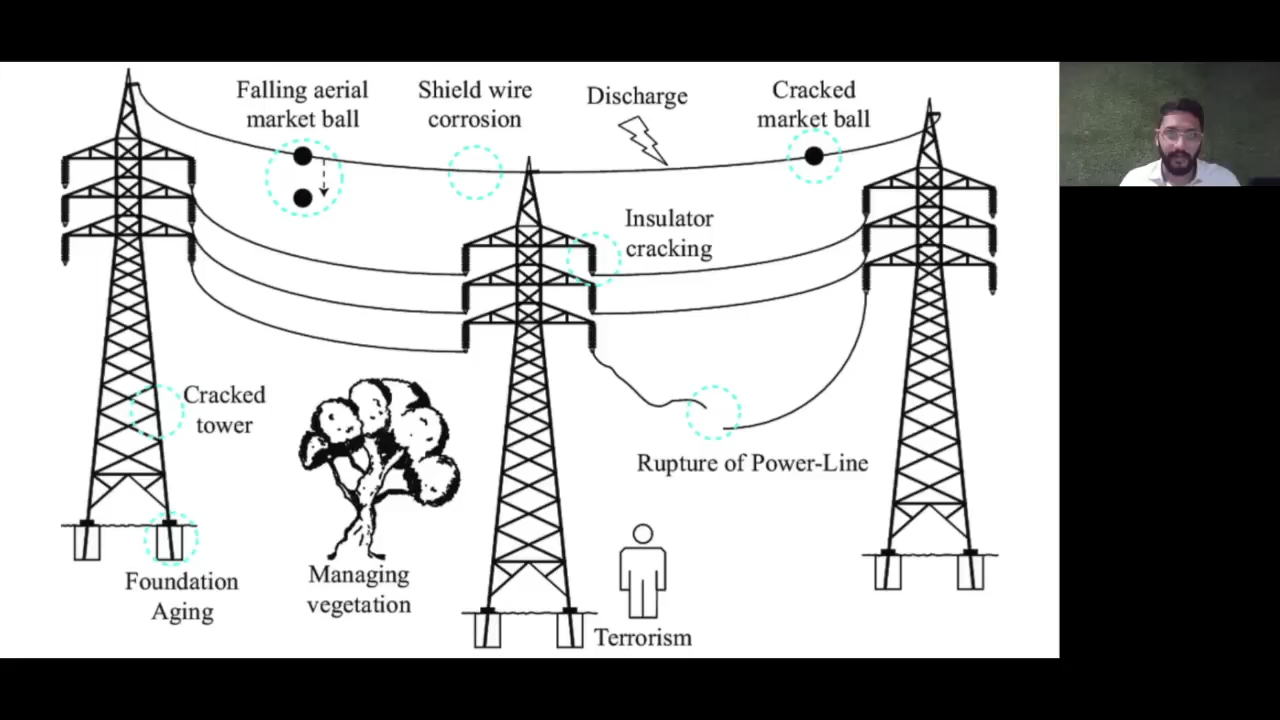 Falling aerial
market ball
Shield wire
corrosion
Discharge
Cracked
market ball
Insulator
cracking
Cracked
tower
Rupture of Power-Line
Foundation
Aging
Managing
vegetation
Terrorism